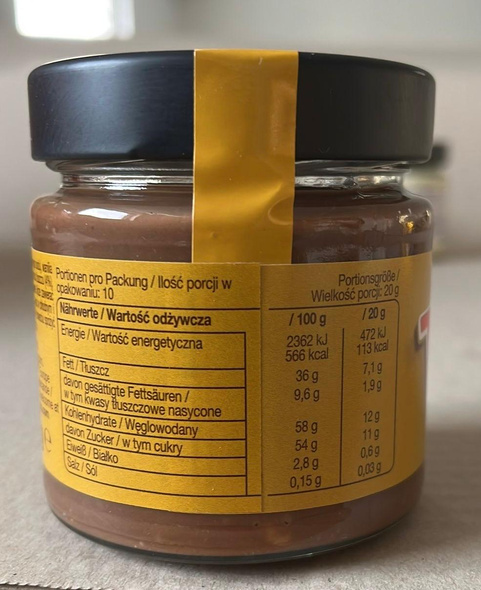 Portionen pro Packung / Ilość porcji w
opakowaniu: 10
Portionsgröße /
Wielkość porcji: 20 g
Nährwerte / Wartość odżywcza / 100 g / 20 g
Energie / Wartość energetyczna 2362 kJ 472 kJ
566 kcal 113 kcal
Fett / Tłuszcz 36 g 7,1 g
davon gesättigte Fettsäuren / 9,6 g 1,9 g
w tym kwasy tłuszczowe nasycone
Kohlenhydrate / Węglowodany 58 g 12 g
davon Zucker / w tym cukry 54 g 11 g
Eiweiß / Białko 2,8 g 0,6 g
Salz / Sól 0,15 g 0,03 g